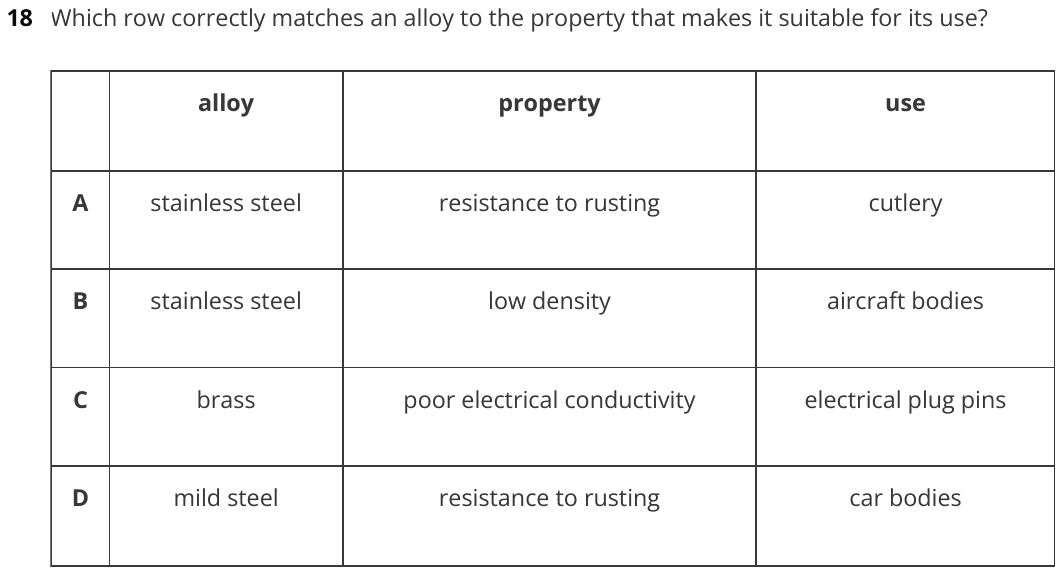 18 Which row correctly matches an alloy to the property that makes it suitable for its use?
alloy property use
A stainless steel resistance to rusting cutlery
B stainless steel low density aircraft bodies
C brass poor electrical conductivity electrical plug pins
D mild steel resistance to rusting car bodies